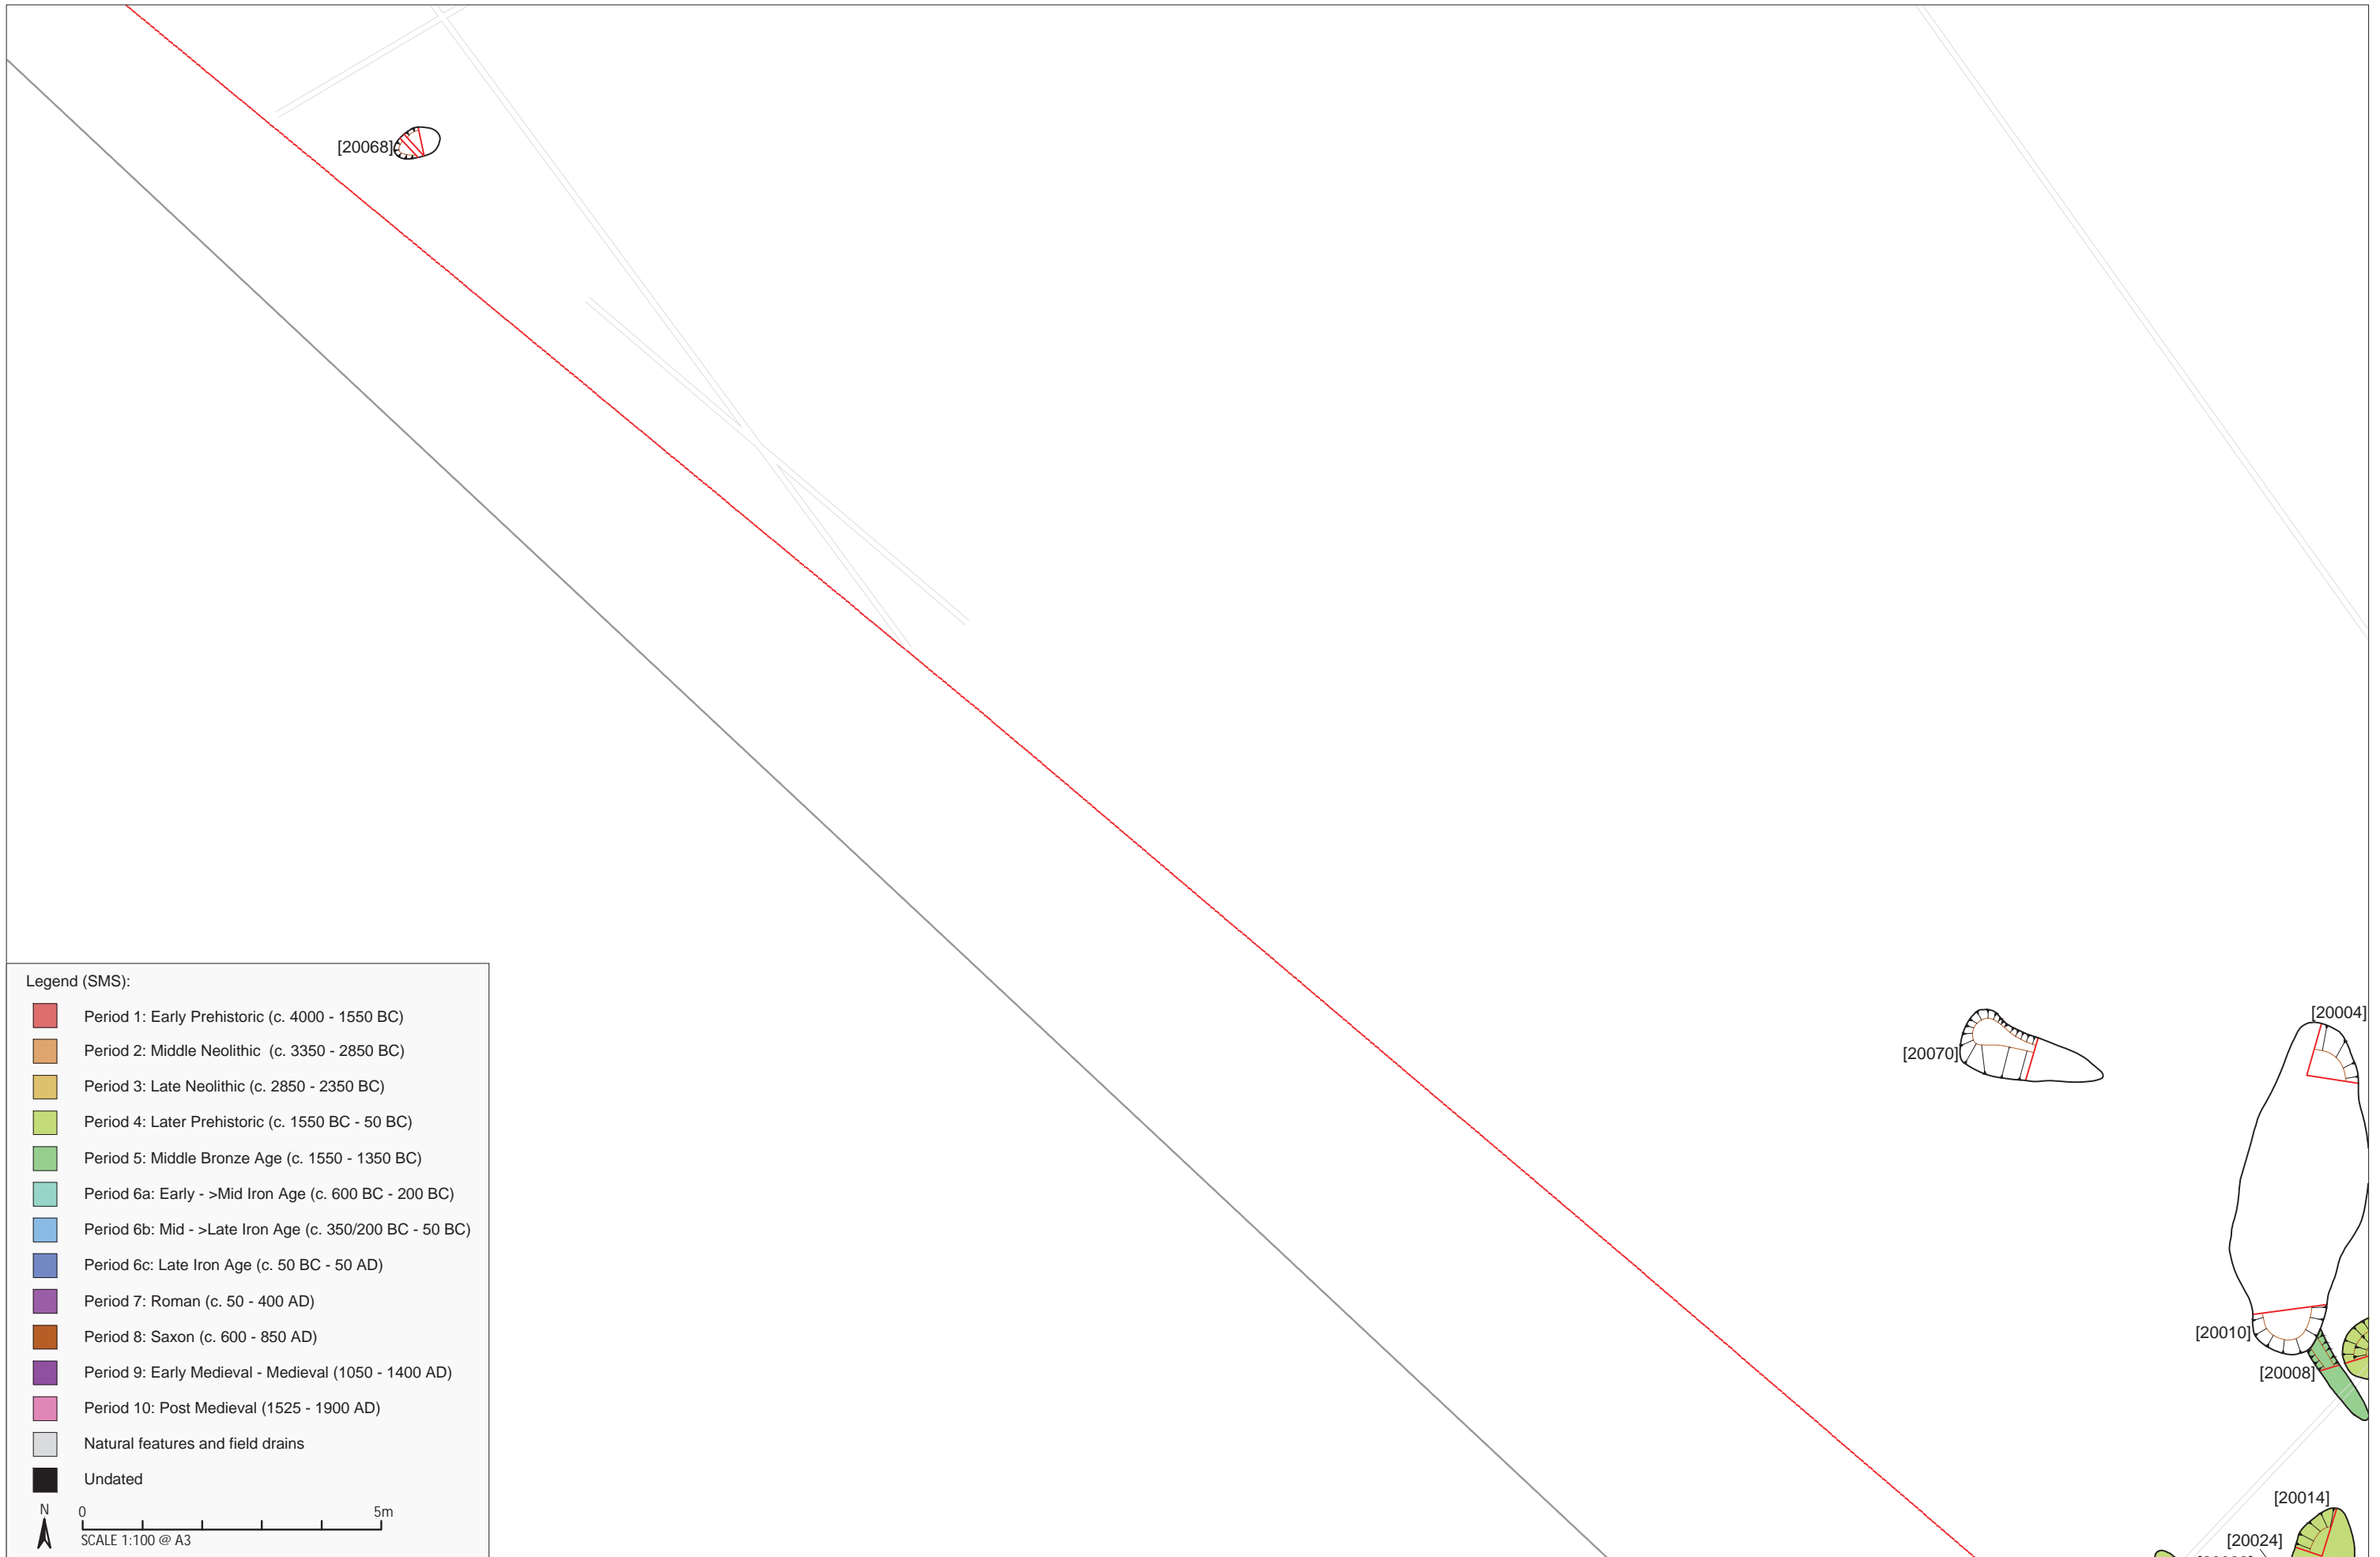 [20068]
[20004]
[20070]
[20010]
[20008]
[20014]
[20024]
Legend (SMS):
Period 1: Early Prehistoric (c. 4000 - 1550 BC)
Period 2: Middle Neolithic (c. 3350 - 2850 BC)
Period 3: Late Neolithic (c. 2850 - 2350 BC)
Period 4: Later Prehistoric (c. 1550 BC - 50 BC)
Period 5: Middle Bronze Age (c. 1550 - 1350 BC)
Period 6a: Early - >Mid Iron Age (c. 600 BC - 200 BC)
Period 6b: Mid - >Late Iron Age (c. 350/200 BC - 50 BC)
Period 6c: Late Iron Age (c. 50 BC - 50 AD)
Period 7: Roman (c. 50 - 400 AD)
Period 8: Saxon (c. 600 - 850 AD)
Period 9: Early Medieval - Medieval (1050 - 1400 AD)
Period 10: Post Medieval (1525 - 1900 AD)
Natural features and field drains
Undated
N 0 5m
SCALE 1:100 @ A3